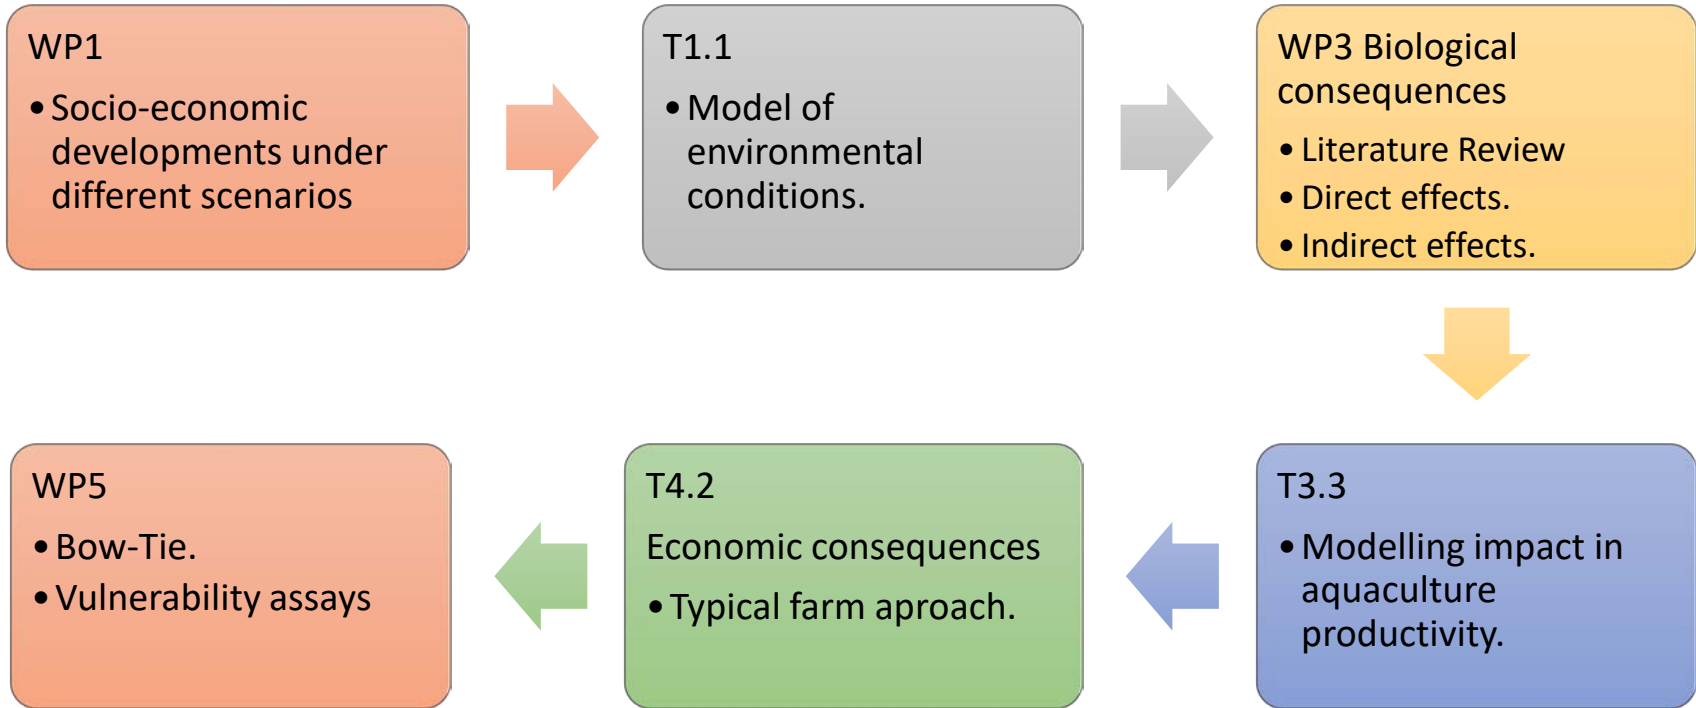 WP1
• Socio-economic
developments under
different scenarios
T1.1
• Model of
environmental
conditions.
WP3 Biological
consequences
• Literature Review
• Direct effects.
• Indirect effects.
WP5
• Bow-Tie.
• Vulnerability assays
T4.2
Economic consequences
• Typical farm aproach.
T3.3
• Modelling impact in
aquaculture
productivity.